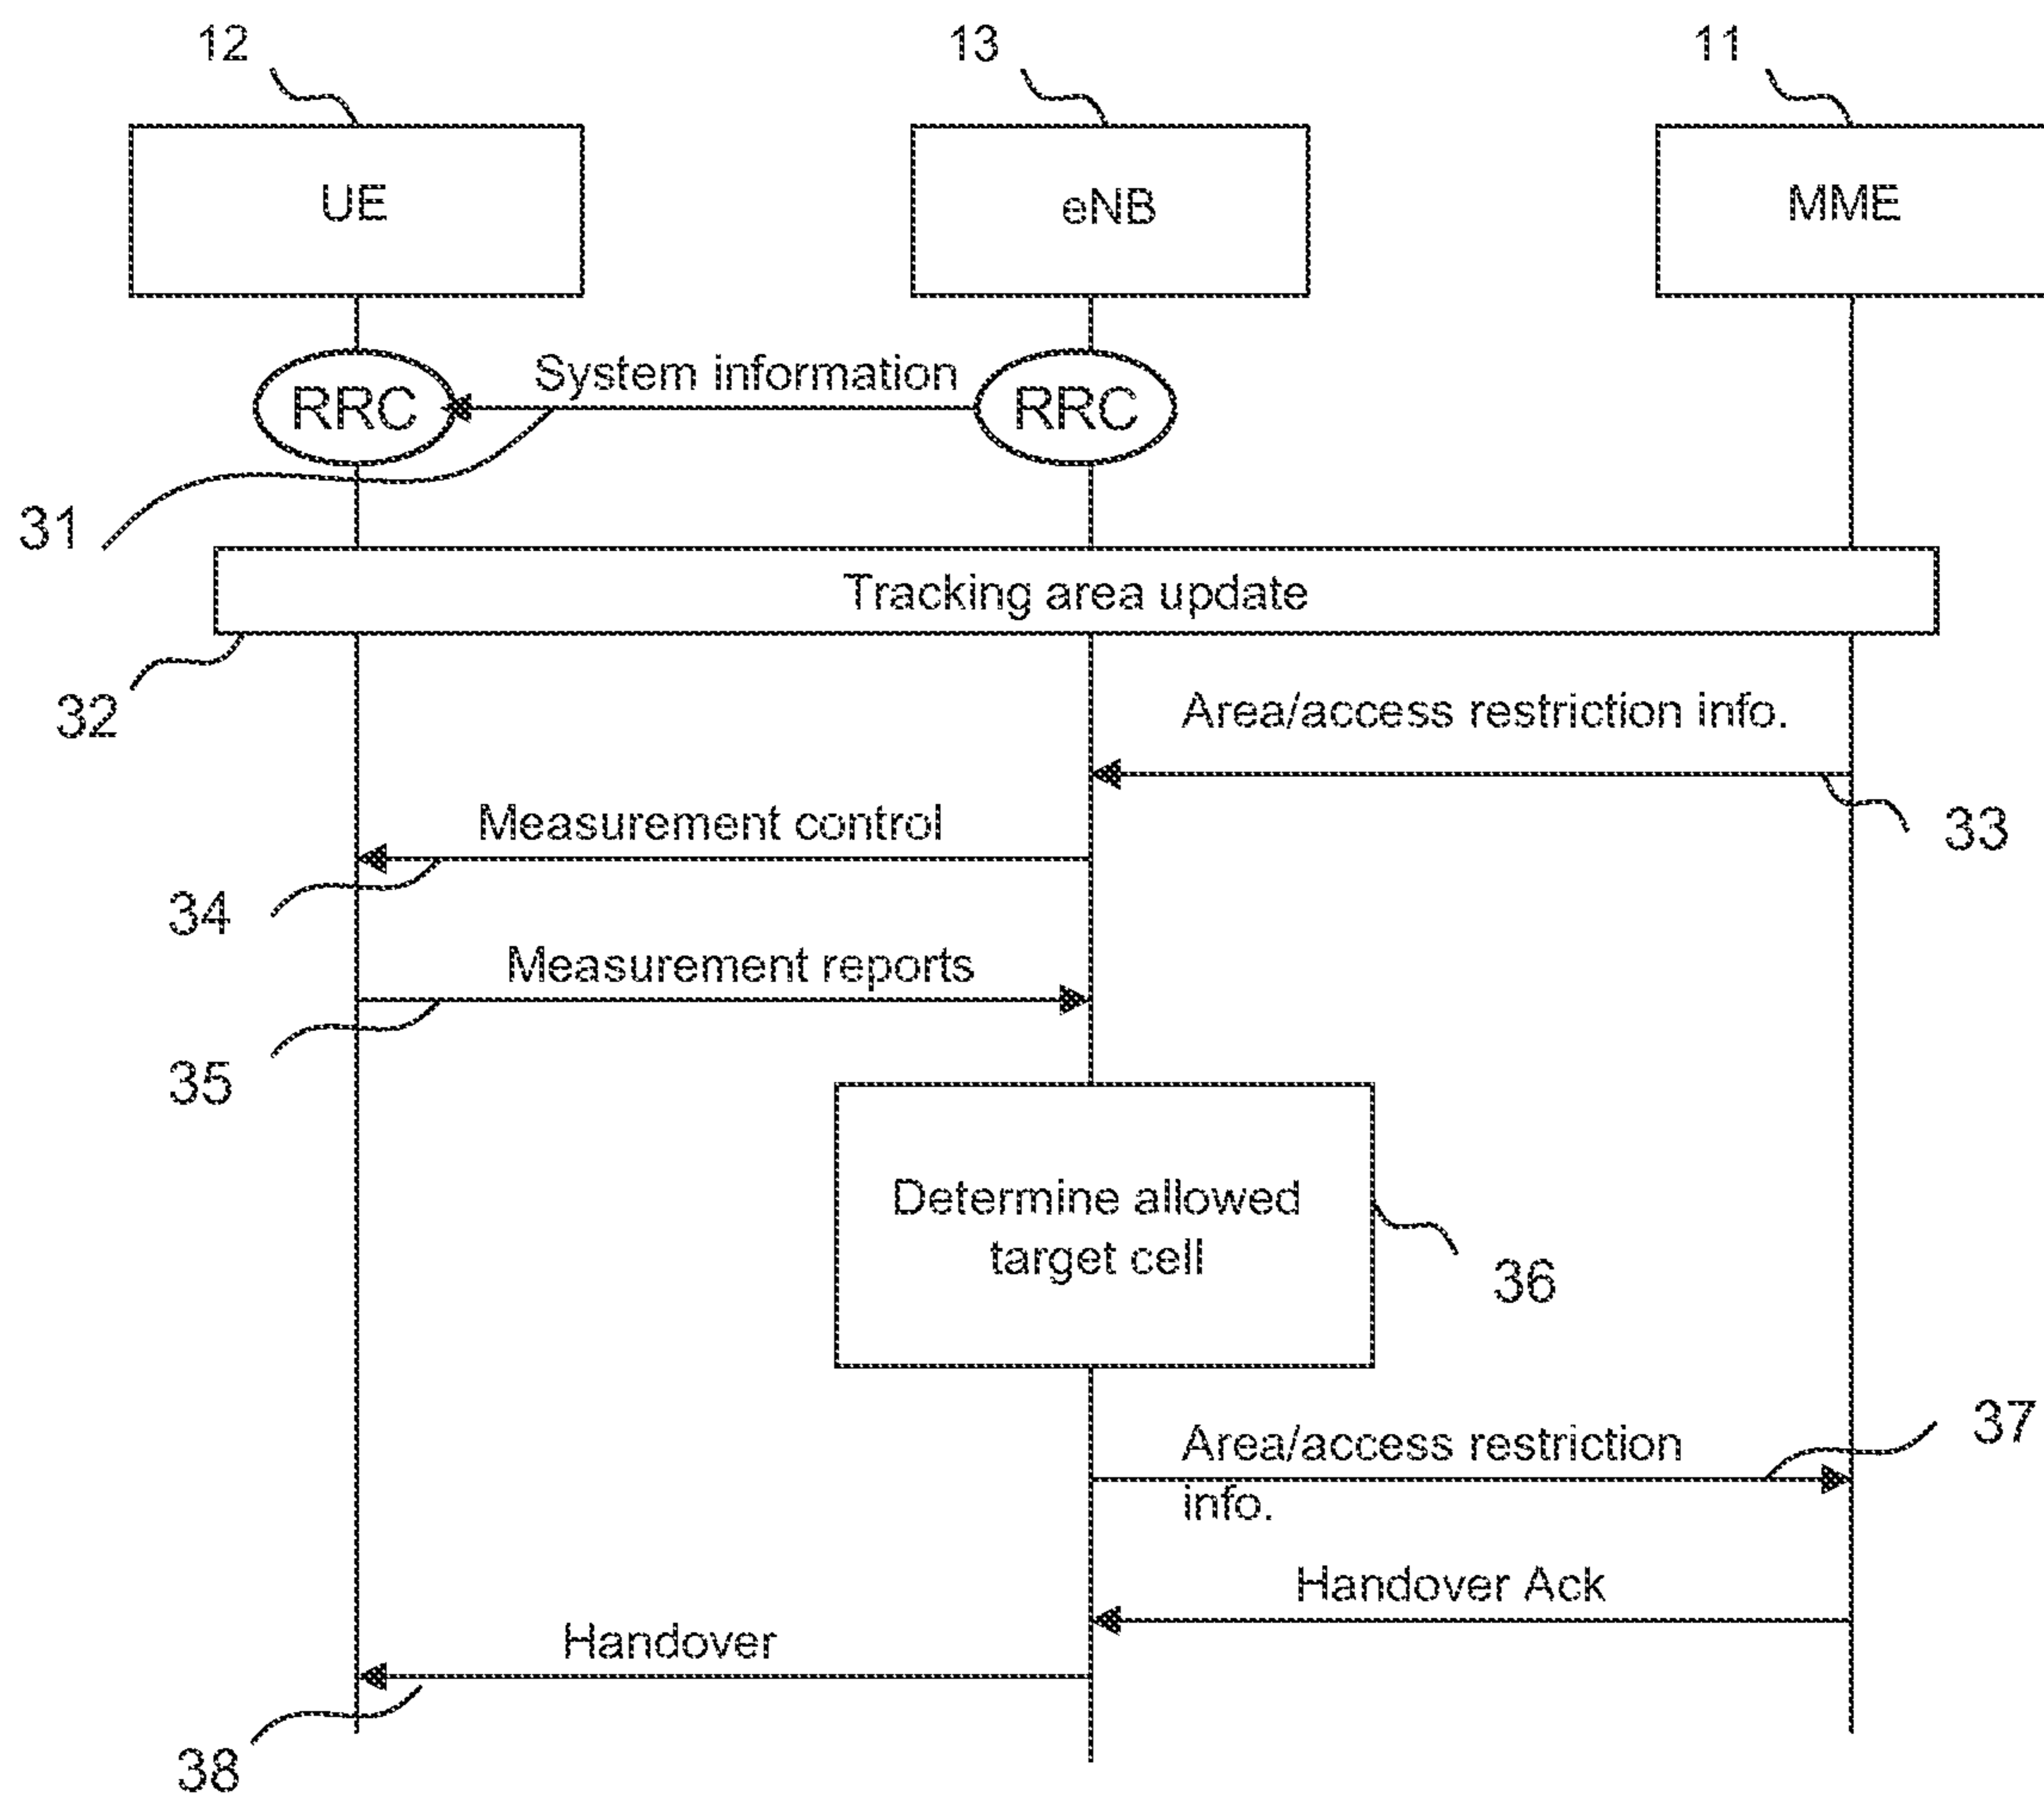 12
13
11
UE
eNB
MME
System information
RRC
RRC
31
Tracking area update
32
Area/access restriction info.
33
Measurement control
34
Measurement reports
35
Determine allowed
target cell
36
37
Area/access restriction
info.
Handover Ack
Handover
38